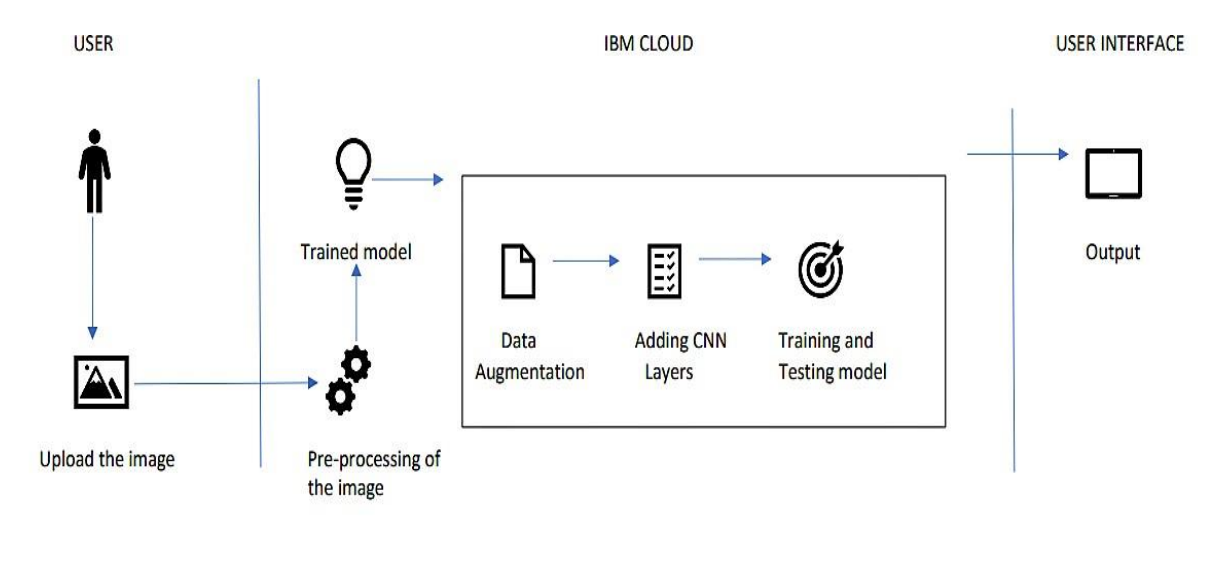 USER
IBM CLOUD
USER INTERFACE
Trained model
Output
Data
Augmentation
Adding CNN
Layers
Training and
Testing model
Upload the image
Pre-processing of
the image